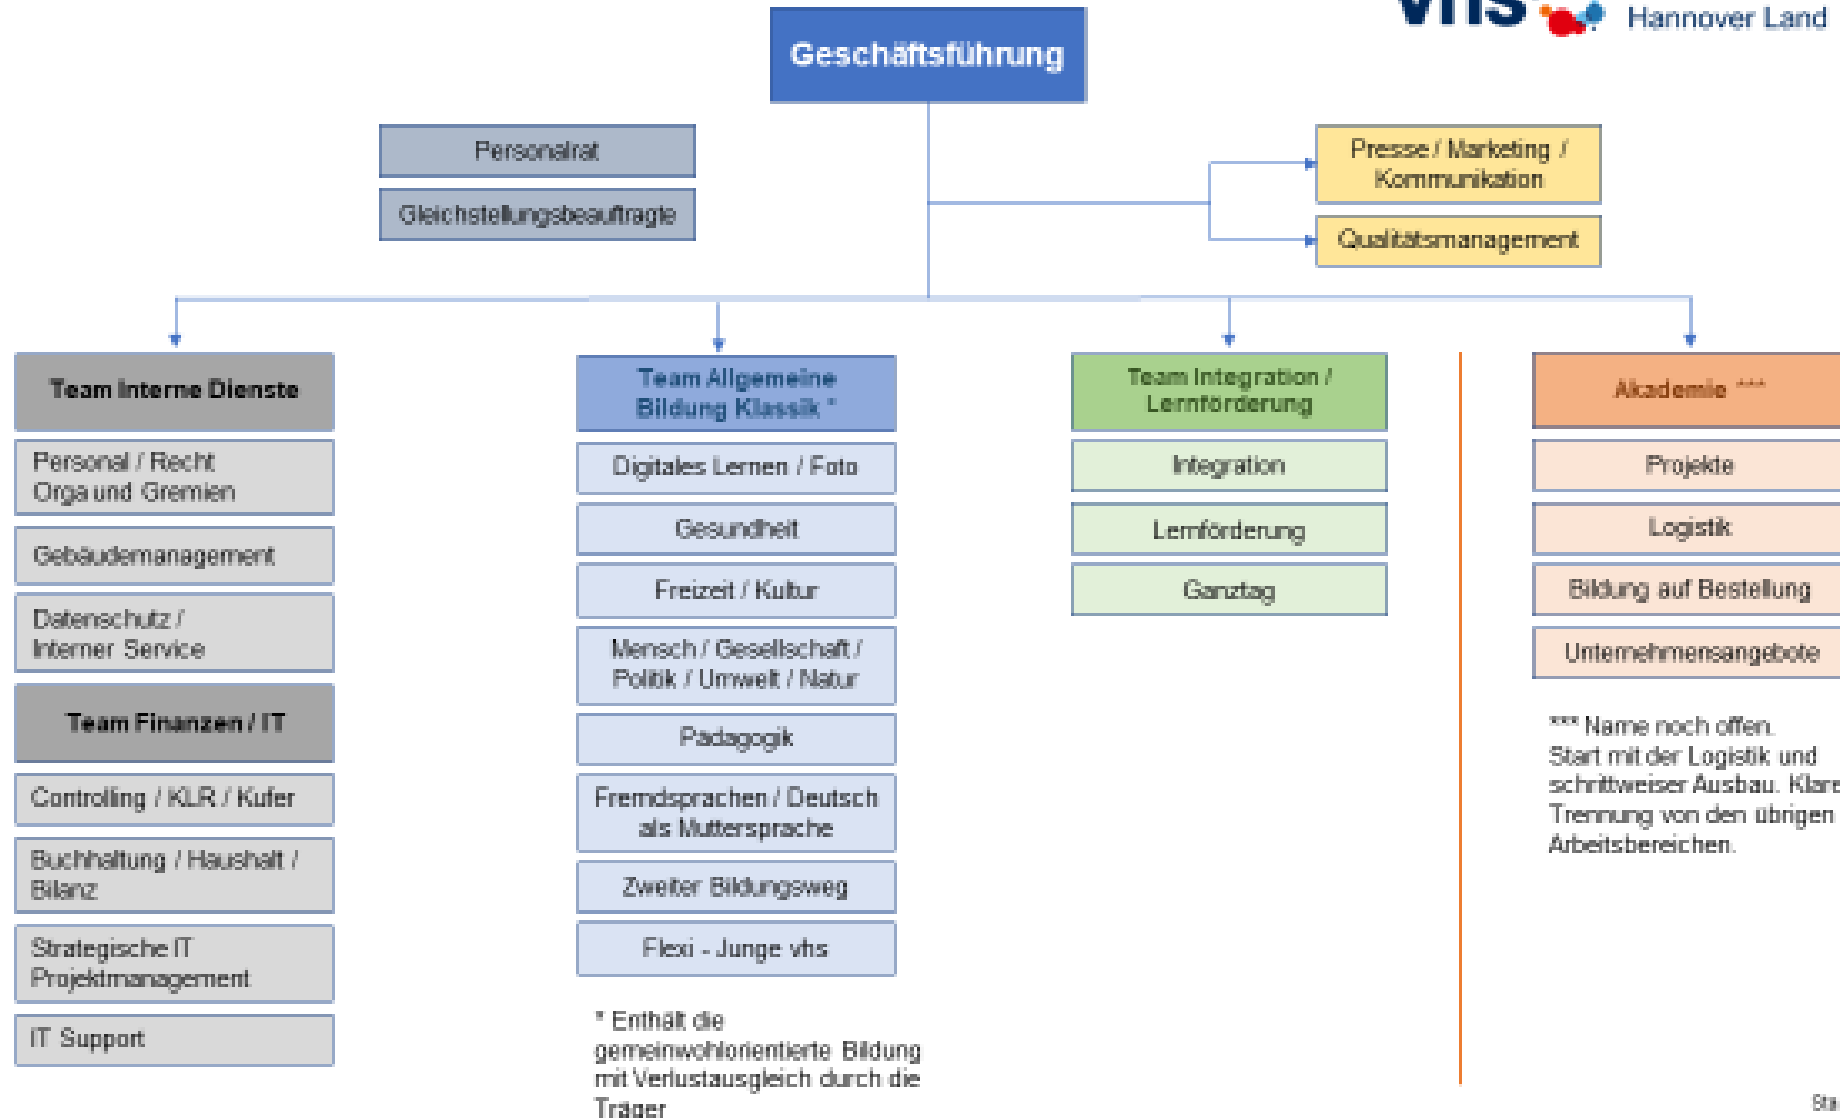 vhs
Hannover Land
Geschäftsführung
Personalrat
Gleichstellungsbeauftragte
Presse / Marketing /
Kommunikation
Qualitätsmanagement
Team Interne Dienste
Personal / Recht
Orga und Gremien
Gebäudemanagement
Datenschutz /
Interner Service
Team Finanzen / IT
Controlling / KLR / Kufer
Buchhaltung / Haushalt /
Bilanz
Strategische IT
Projektmanagement
IT Support
Team Allgemeine
Bildung Klassik *
Digitales Lernen / Foto
Gesundheit
Freizeit / Kultur
Mensch / Gesellschaft /
Politik / Umwelt / Natur
Pädagogik
Fremdsprachen / Deutsch
als Muttersprache
Zweiter Bildungsweg
Flexi - Junge vhs
* Enthält die
gemeinwohlorientierte Bildung
mit Verlustausgleich durch die
Träger
Team Integration /
Lernförderung
Integration
Lernförderung
Ganztag
Akademie ***
Projekte
Logistik
Bildung auf Bestellung
Unternehmensangebote
*** Name noch offen.
Start mit der Logistik und
schrittweiser Ausbau. Klare
Trennung von den übrigen
Arbeitsbereichen.